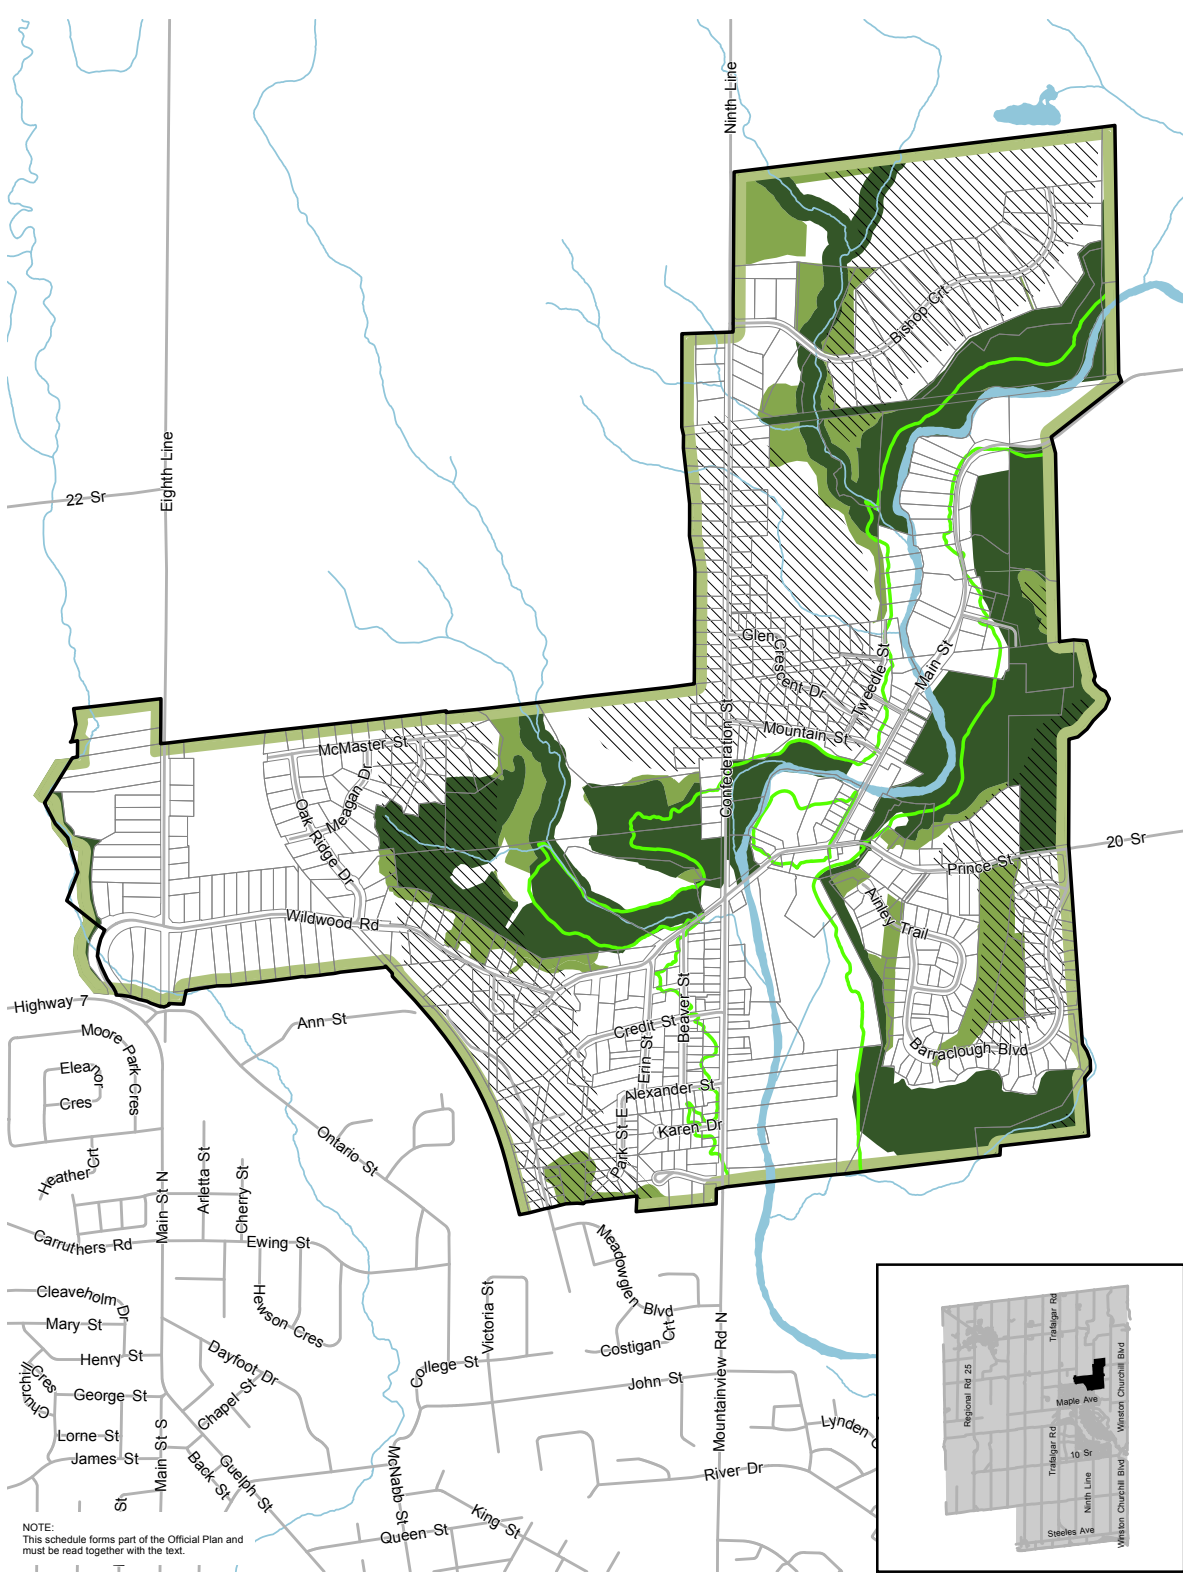 Ninth Line
Bishop Crt
Eighth Line
22 Sr
Glen
Crescent Dr
Tweedle St
Main St
Mountain St
Confederation St
McMaster St
Meagan Dr
Oak Ridge Dr
Wildwood Rd
20 Sr
Prince St
Ainley Trail
Barraclough Blvd
Beaver St
Credit St
Erin St
Alexander St
Park St E
Karen Dr
Highway 7
Ann St
Moore Park Cres
Eleanor
Cres
Heather Crt
Main St N
Arletta St
Cherry St
Ontario St
Carruthers Rd
Ewing St
Hewson Cres
Cleaveholm Dr
Mary St
Henry St
Churchill Cres
George St
Lorne St
James St
Main St S
St
Dayfoot Dr
Chapel St
Back St
Guelph St
College St
Victoria St
Meadowglen Blvd
Costigan Crt
John St
Mountainview Rd N
Lynden
River Dr
McNabb St
Queen St
King St
NOTE:
This schedule forms part of the Official Plan and
must be read together with the text.
Trafalgar Rd
Regional Rd 25
Winston Churchill Blvd
Maple Ave
Trafalgar Rd
10 Sr
Ninth Line
Winston Churchill Blvd
Steeles Ave